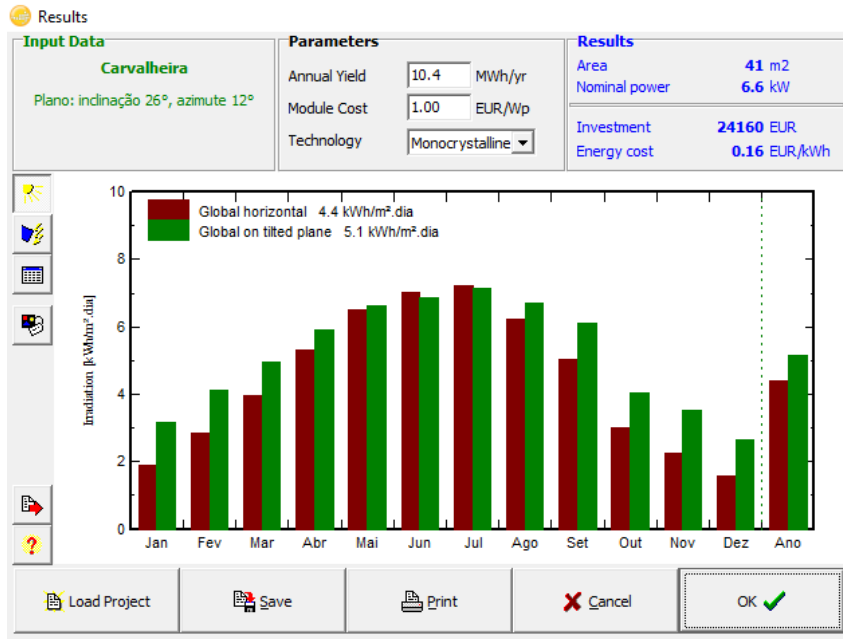 Results
Input Data
Carvalheira
Plano: inclinação 26°, azimute 12°
Parameters
Annual Yield 10.4 MWh/yr
Module Cost 1.00 EUR/Wp
Technology Monocrystalline
Results
Area 41 m2
Nominal power 6.6 kW
Investment 24160 EUR
Energy cost 0.16 EUR/kWh
Global horizontal 4.4 kWh/m².dia
Global on tilted plane 5.1 kWh/m².dia
Irradiation [kWh/m².dia]
10
8
6
4
2
0
Jan Fev Mar Abr Mai Jun Jul Ago Set Out Nov Dez Ano
Load Project Save Print Cancel OK